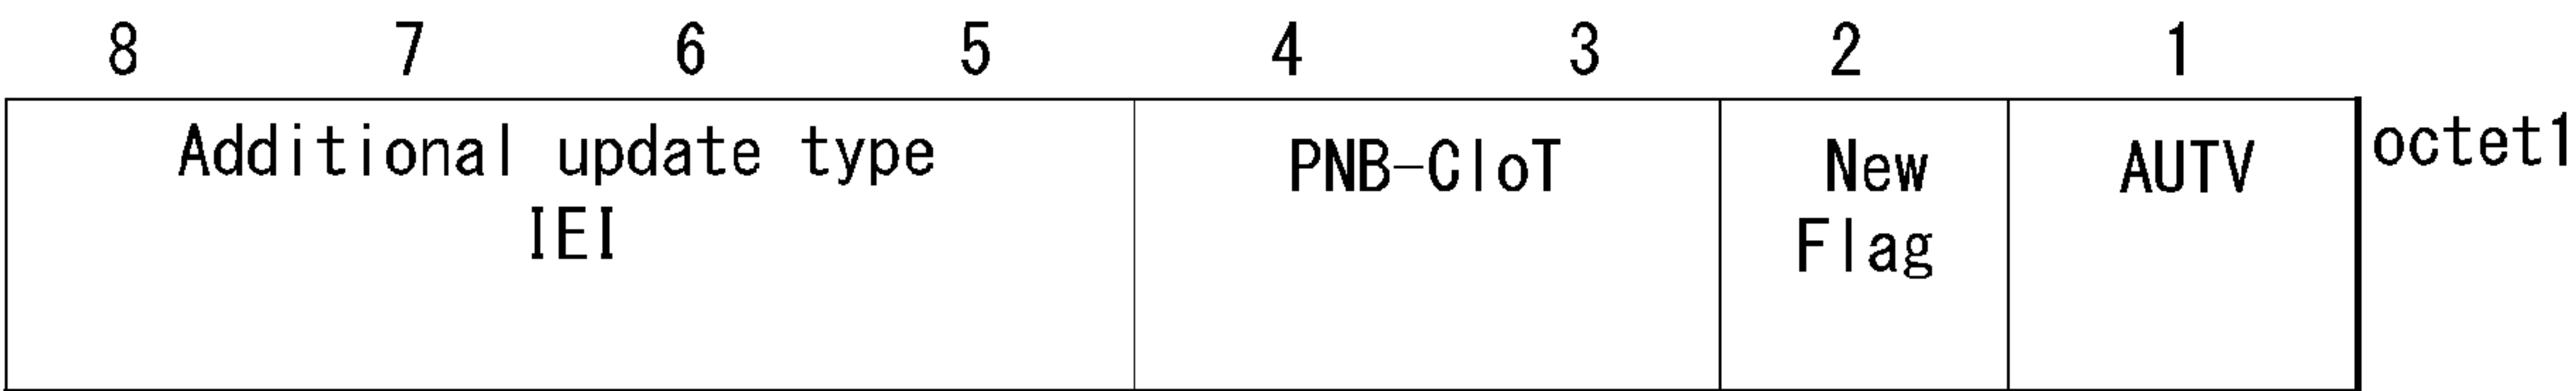 8 7 6 5 4 3 2 1
Additional update type PNB-CIoT New AUTV octet1
IEI Flag